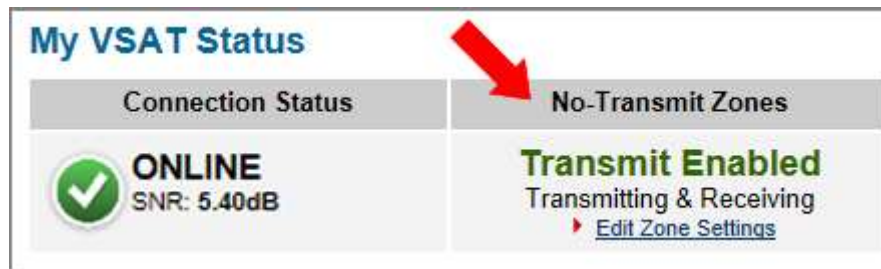 My VSAT Status
Connection Status
No-Transmit Zones
ONLINE
SNR: 5.40dB
Transmit Enabled
Transmitting & Receiving
Edit Zone Settings